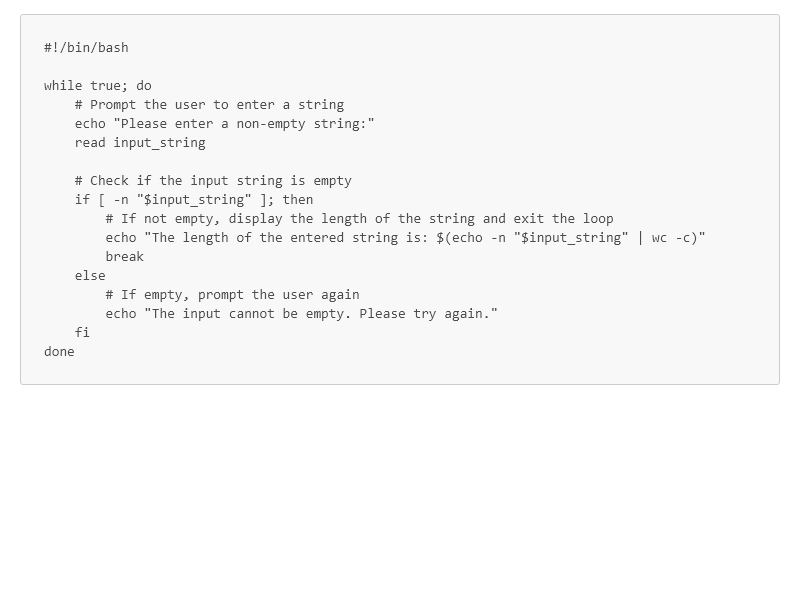 #!/bin/bash

while true; do
    # Prompt the user to enter a string
    echo "Please enter a non-empty string:"
    read input_string

    # Check if the input string is empty
    if [ -n "$input_string" ]; then
        # If not empty, display the length of the string and exit the loop
        echo "The length of the entered string is: $(echo -n "$input_string" | wc -c)"
        break
    else
        # If empty, prompt the user again
        echo "The input cannot be empty. Please try again."
    fi
done